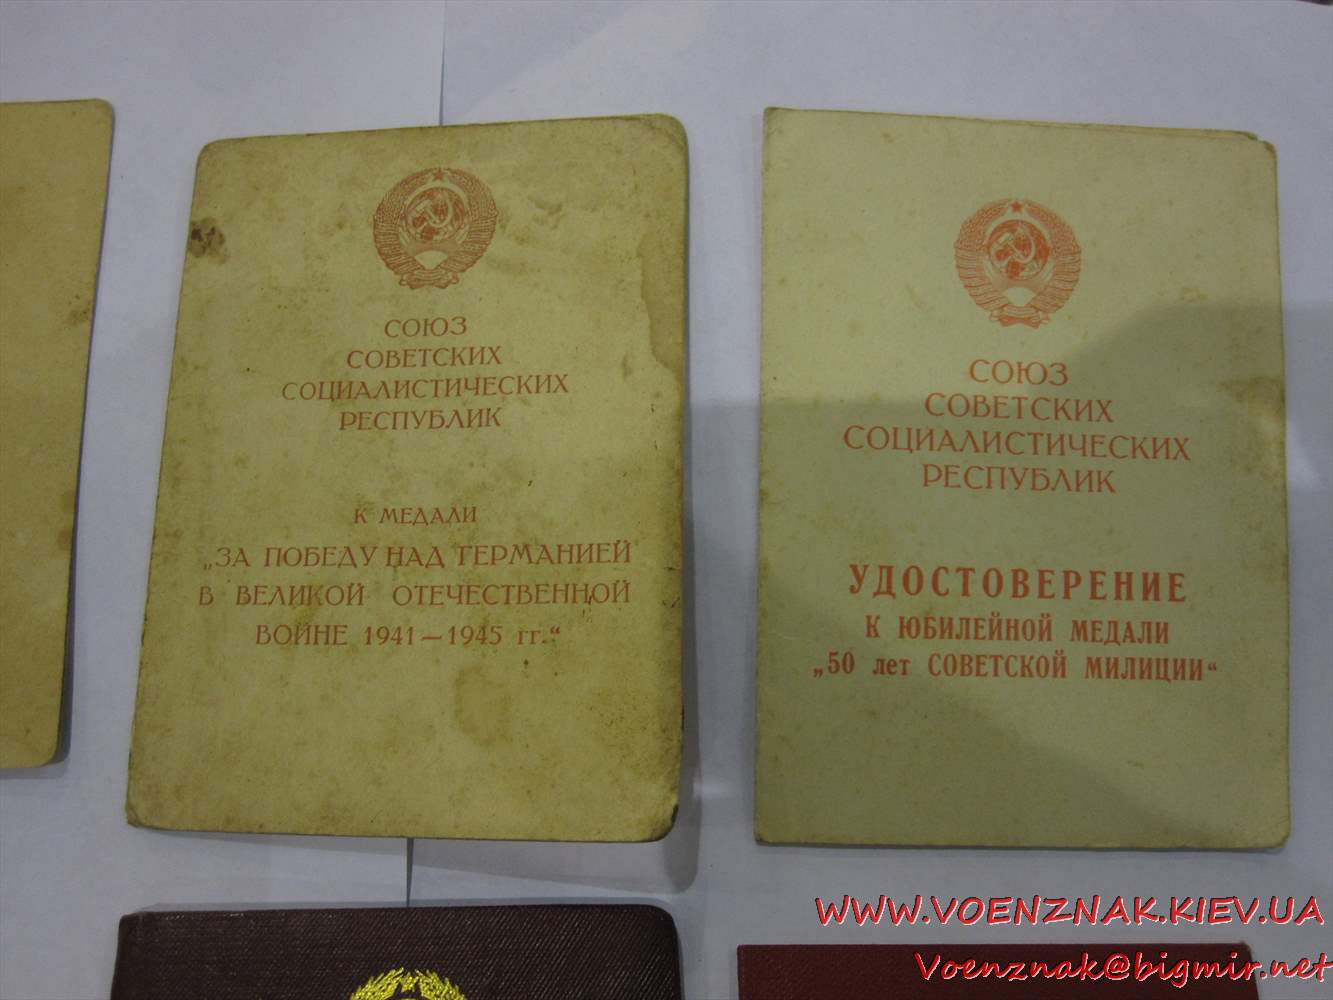 СОЮЗ
СОВЕТСКИХ
СОЦИАЛИСТИЧЕСКИХ
РЕСПУБЛИК
К МЕДАЛИ
„ЗА ПОБЕДУ НАД ГЕРМАНИЕЙ
В ВЕЛИКОЙ ОТЕЧЕСТВЕННОЙ
ВОЙНЕ 1941—1945 гг.“
СОЮЗ
СОВЕТСКИХ
СОЦИАЛИСТИЧЕСКИХ
РЕСПУБЛИК
УДОСТОВЕРЕНИЕ
К ЮБИЛЕЙНОЙ МЕДАЛИ
„50 лет СОВЕТСКОЙ МИЛИЦИИ“
WWW.VOENZNAK.KIEV.UA
Voenznak@bigmir.net